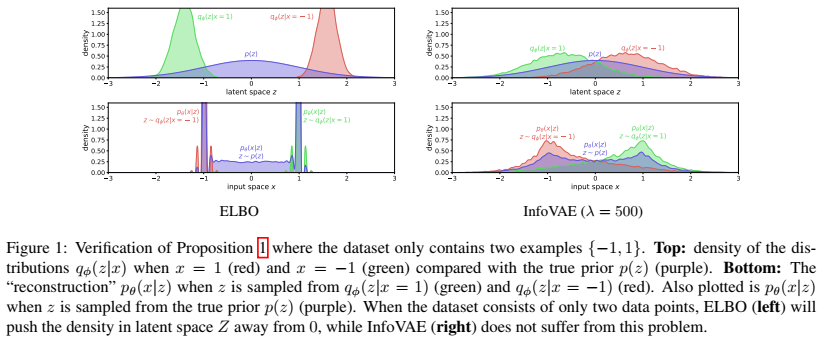 1.50
1.25
1.00
0.75
0.50
0.25
0.00
density
qϕ(z|x = 1)
qϕ(z|x = −1)
p(z)
−3 −2 −1 0 1 2 3
latent space z
1.50
1.25
1.00
0.75
0.50
0.25
0.00
density
qϕ(z|x = 1)
p(z)
qϕ(z|x = −1)
−3 −2 −1 0 1 2 3
latent space z
1.50
1.25
1.00
0.75
0.50
0.25
0.00
density
pθ(x|z)
z ~ qϕ(z|x = −1)
pθ(x|z)
z ~ p(z)
pθ(x|z)
z ~ qϕ(z|x = 1)
−3 −2 −1 0 1 2 3
input space x
1.50
1.25
1.00
0.75
0.50
0.25
0.00
density
pθ(x|z)
z ~ qϕ(z|x = −1)
pθ(x|z)
z ~ p(z)
pθ(x|z)
z ~ qϕ(z|x = 1)
−3 −2 −1 0 1 2 3
input space x
ELBO
InfoVAE (λ = 500)
Figure 1: Verification of Proposition 1 where the dataset only contains two examples {−1, 1}. Top: density of the dis-
tributions qϕ(z|x) when x = 1 (red) and x = −1 (green) compared with the true prior p(z) (purple). Bottom: The
“reconstruction” pθ(x|z) when z is sampled from qϕ(z|x = 1) (green) and qϕ(z|x = −1) (red). Also plotted is pθ(x|z)
when z is sampled from the true prior p(z) (purple). When the dataset consists of only two data points, ELBO (left) will
push the density in latent space Z away from 0, while InfoVAE (right) does not suffer from this problem.